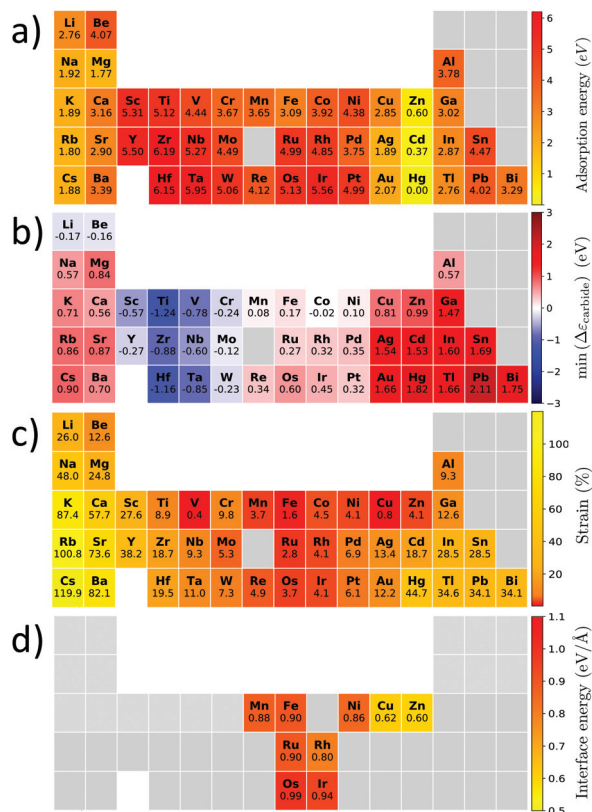 a)
Li Be
2.76 4.07
Na Mg Al
1.92 1.77 3.78
K Ca Sc Ti V Cr Mn Fe Co Ni Cu Zn Ga
1.89 3.16 5.31 5.12 4.44 3.67 3.65 3.09 3.92 4.38 2.85 0.60 3.02
Rb Sr Y Zr Nb Mo Ru Rh Pd Ag Cd In Sn
1.80 2.90 5.50 6.19 5.27 4.49 4.99 4.85 3.75 1.89 0.37 2.87 4.47
Cs Ba Hf Ta W Re Os Ir Pt Au Hg Tl Pb Bi
1.88 3.39 6.15 5.95 5.06 4.12 5.13 5.56 4.99 2.07 0.00 2.76 4.02 3.29
6
5
4
3
2
1
Adsorption energy (eV)
b)
Li Be
-0.17 -0.16
Na Mg Al
0.57 0.84 0.57
K Ca Sc Ti V Cr Mn Fe Co Ni Cu Zn Ga
0.71 0.56 -0.57 -1.24 -0.78 -0.24 0.08 0.17 -0.02 0.10 0.81 0.99 1.47
Rb Sr Y Zr Nb Mo Ru Rh Pd Ag Cd In Sn
0.86 0.87 -0.27 -0.88 -0.60 -0.12 0.27 0.32 0.35 1.54 1.53 1.60 1.69
Cs Ba Hf Ta W Re Os Ir Pt Au Hg Tl Pb Bi
0.90 0.70 -1.16 -0.85 -0.23 0.34 0.60 0.45 0.32 1.66 1.82 1.66 2.11 1.75
3
2
1
0
−1
−2
−3
min (Δεcarbide) (eV)
c)
Li Be
26.0 12.6
Na Mg Al
48.0 24.8 9.3
K Ca Sc Ti V Cr Mn Fe Co Ni Cu Zn Ga
87.4 57.7 27.6 8.9 0.4 9.8 3.7 1.6 4.5 4.1 0.8 4.1 12.6
Rb Sr Y Zr Nb Mo Ru Rh Pd Ag Cd In Sn
100.8 73.6 38.2 18.7 9.3 5.3 2.8 4.1 6.9 13.4 18.7 28.5 28.5
Cs Ba Hf Ta W Re Os Ir Pt Au Hg Tl Pb Bi
119.9 82.1 19.5 11.0 7.3 4.9 3.7 4.1 6.1 12.2 44.7 34.6 34.1 34.1
100
80
60
40
20
Strain (%)
d)
Mn Fe Ni Cu Zn
0.88 0.90 0.86 0.62 0.60
Ru Rh
0.90 0.80
Os Ir
0.99 0.94
1.1
1.0
0.9
0.8
0.7
0.6
0.5
Interface energy (eV/Å)